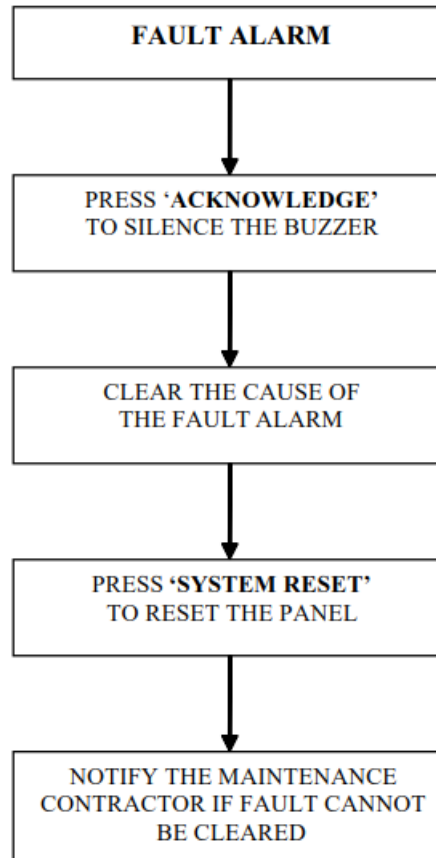 FAULT ALARM
PRESS ‘ACKNOWLEDGE’
TO SILENCE THE BUZZER
CLEAR THE CAUSE OF
THE FAULT ALARM
PRESS ‘SYSTEM RESET’
TO RESET THE PANEL
NOTIFY THE MAINTENANCE
CONTRACTOR IF FAULT CANNOT
BE CLEARED